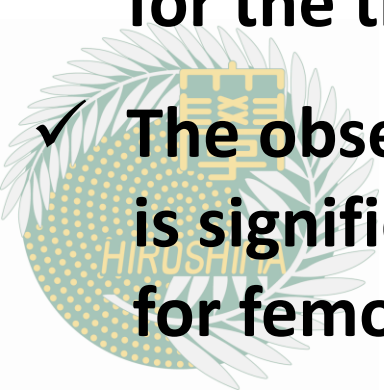 for the t
✓ The obse
is signifi
HIROSHIMA
for femo